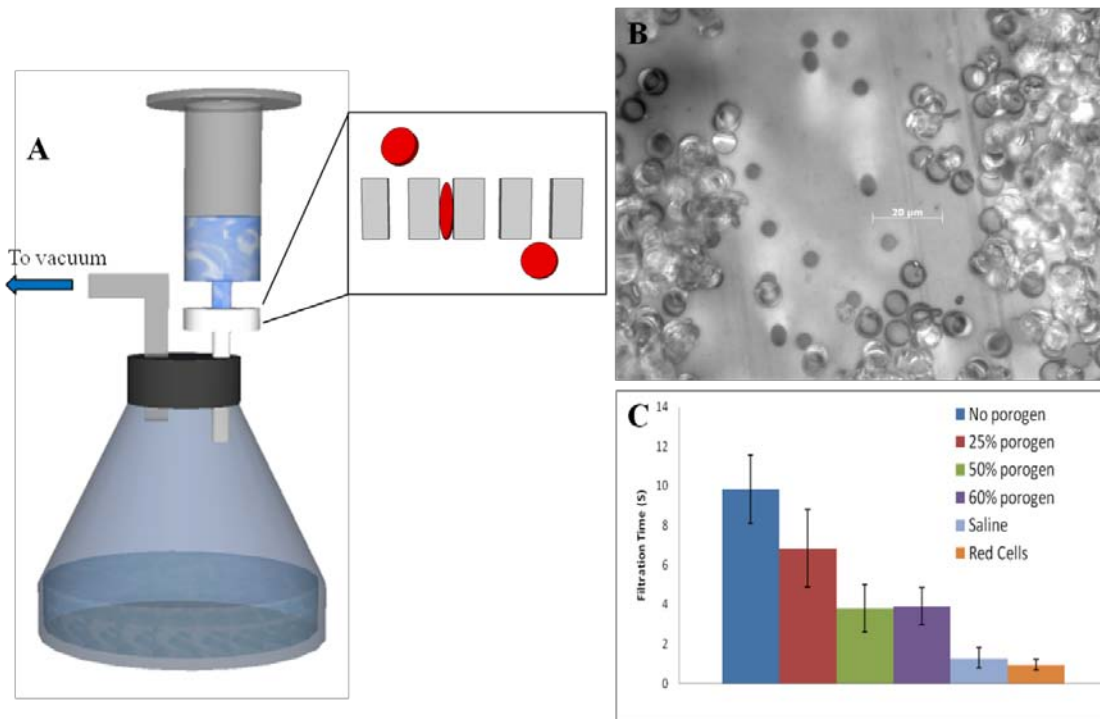 A
To vacuum
B
20 μm
C
14
12
10
8
6
4
2
0
Filtration Time (S)
No porogen
25% porogen
50% porogen
60% porogen
Saline
Red Cells